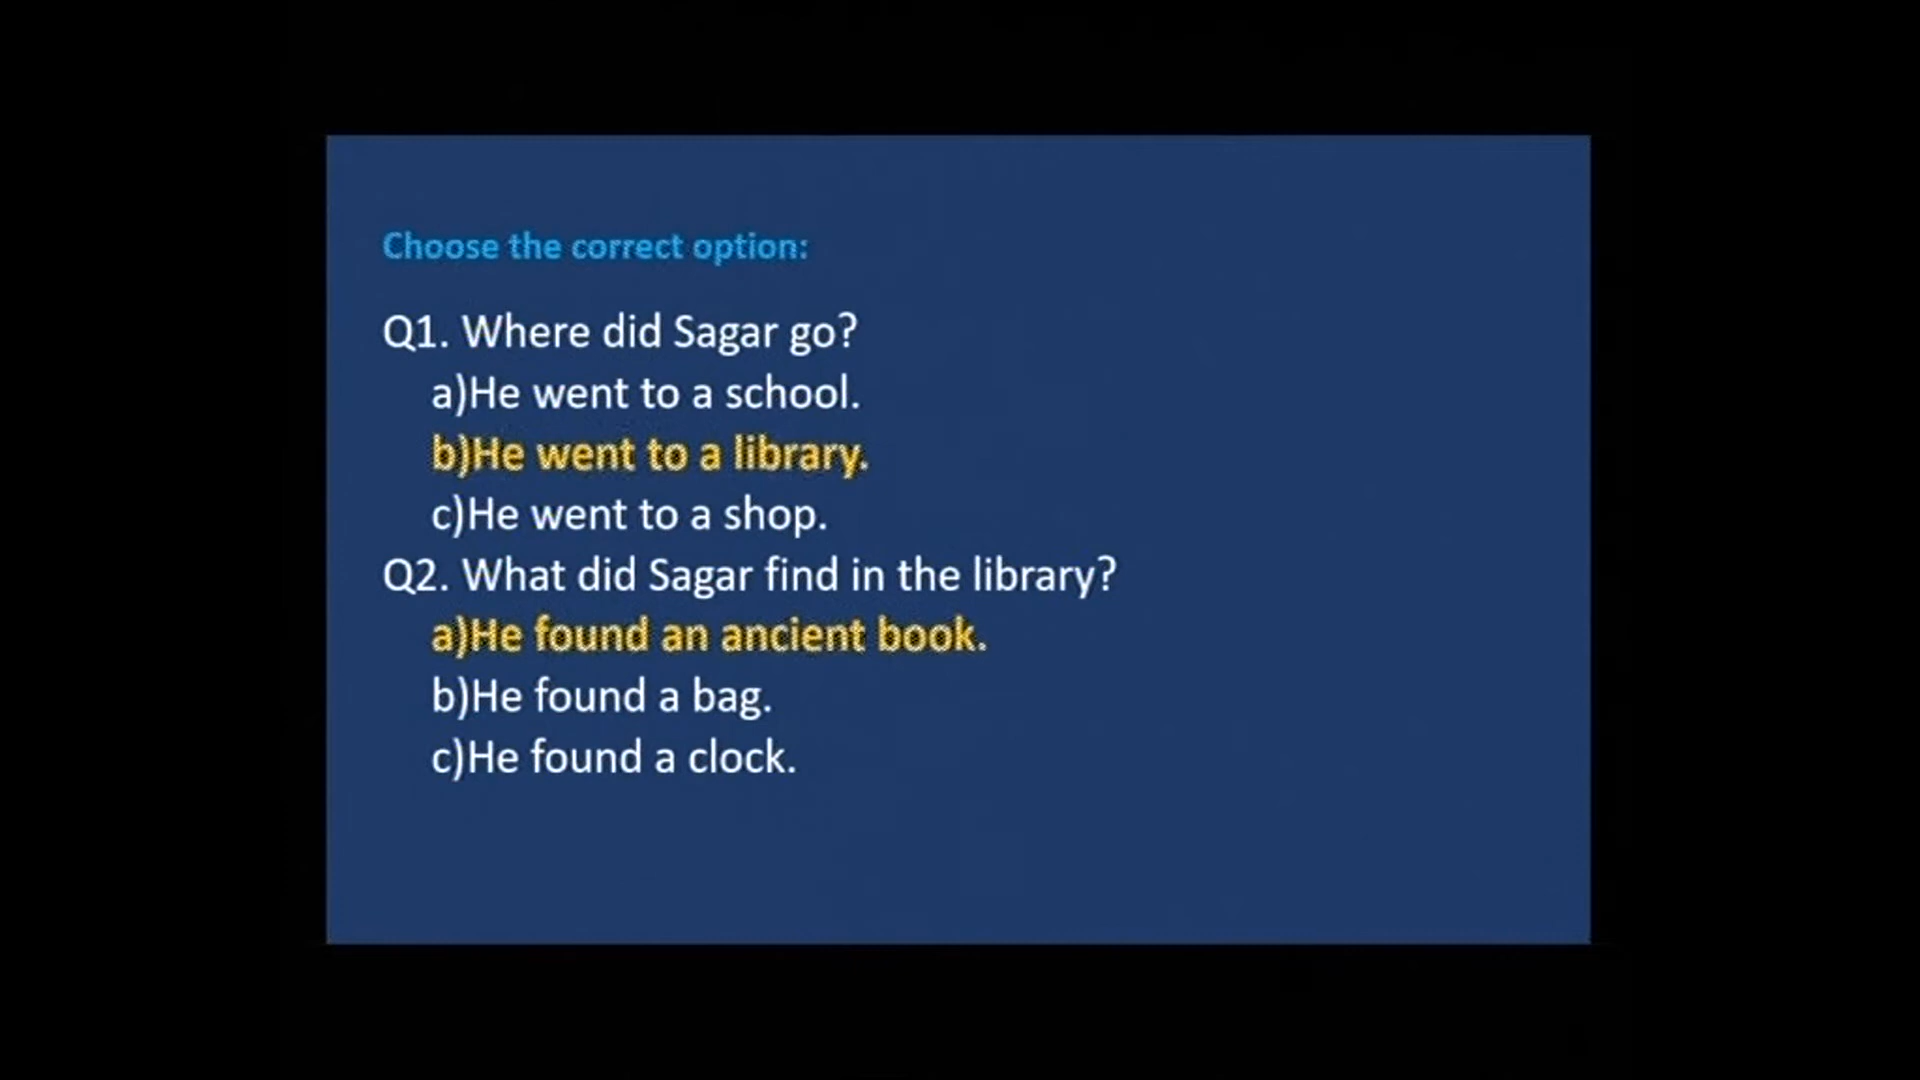 Choose the correct option:
Q1. Where did Sagar go?
a)He went to a school.
b)He went to a library.
c)He went to a shop.
Q2. What did Sagar find in the library?
a)He found an ancient book.
b)He found a bag.
c)He found a clock.